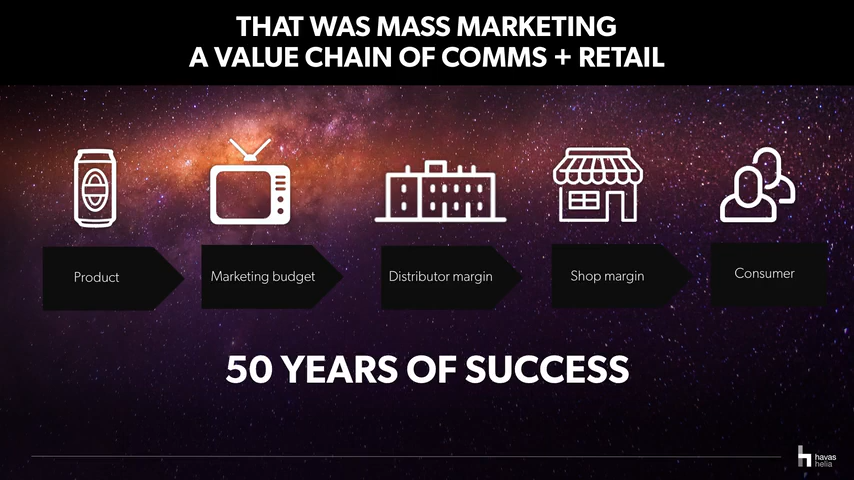 THAT WAS MASS MARKETING
A VALUE CHAIN OF COMMS + RETAIL
Product
Marketing budget
Distributor margin
Shop margin
Consumer
50 YEARS OF SUCCESS
havas
helia